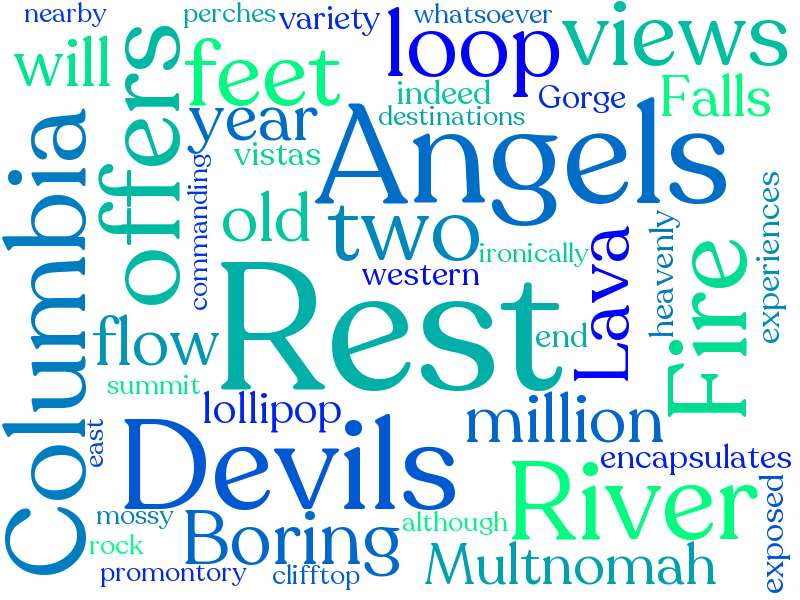 nearby
perches
variety
whatsoever
views
will
offers
feet
loop
indeed
Gorge
Falls
year
destinations
Columbia
vistas
commanding
Angels
old
two
experiences
ironically
heavenly
Lava
Fire
western
Rest
flow
end
summit
lollipop
million
Devils
east
encapsulates
River
mossy
Boring
although
exposed
rock
Multnomah
promontory
clifftop